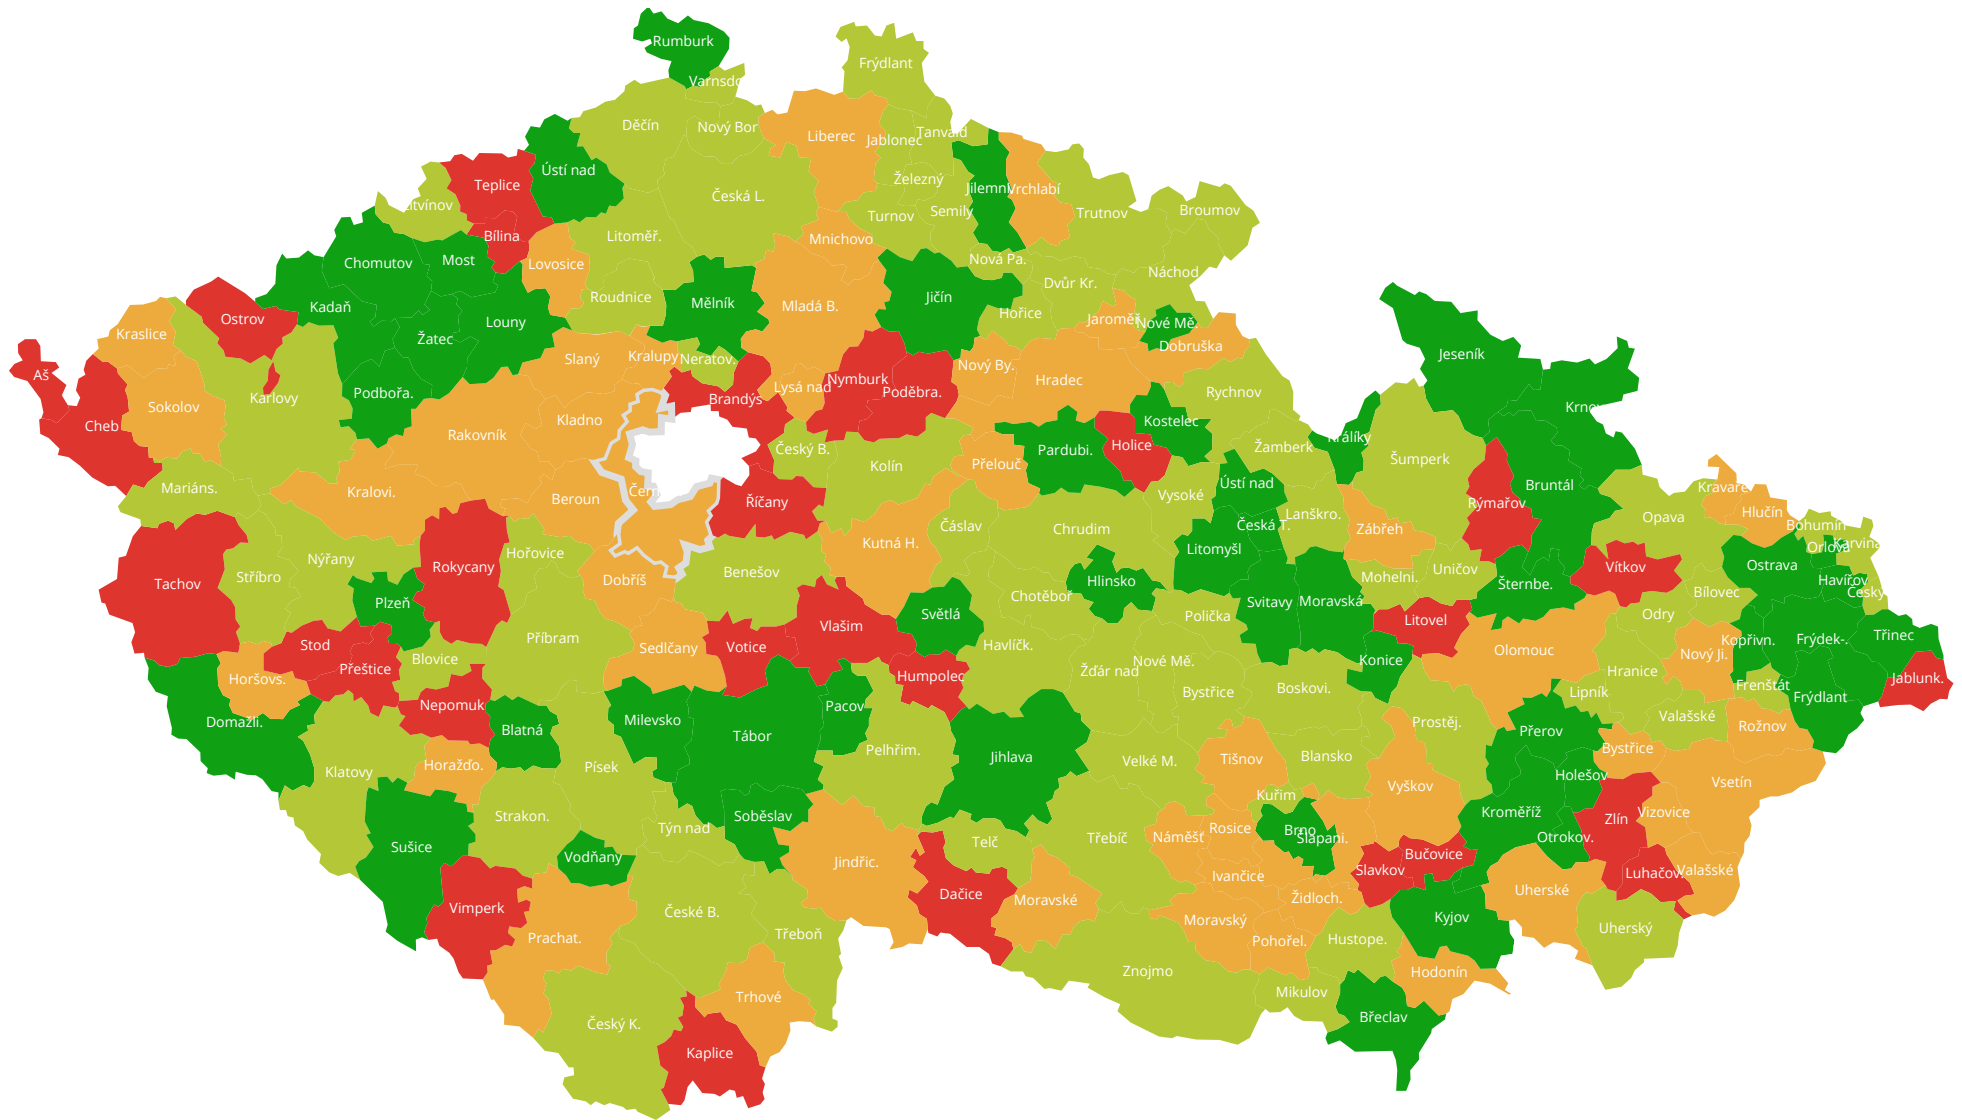 Rumburk
Frýdlant
Varnsdo
Děčín
Nový Bor
Liberec
Jablonec
Tanvald
Ústí nad
Teplice
Železný
Jilemni
Vrchlabí
Česká L.
Litvínov
Turnov
Semily
Trutnov
Broumov
Bílina
Litoměř.
Mnichovo
Chomutov
Most
Lovosice
Nová Pa.
Náchod
Kadaň
Roudnice
Mělník
Mladá B.
Jičín
Dvůr Kr.
Hořice
Jaroměř
Nové Mě.
Ostrov
Louny
Kraslice
Žatec
Dobruška
Slaný
Kralupy
Neratov.
Jeseník
Aš
Nový By.
Hradec
Nymburk
Lysá nad
Poděbra.
Podbořa.
Karlovy
Brandýs
Rychnov
Sokolov
Krnov
Cheb
Kladno
Kostelec
Rakovník
Králíky
Český B.
Pardubi.
Holice
Žamberk
Kolín
Přelouč
Šumperk
Mariáns.
Kralovi.
Beroun
Čern
Říčany
Vysoké
Ústí nad
Bruntál
Kravaře
Rýmařov
Hlučín
Lanškro.
Opava
Čáslav
Chrudim
Česká T.
Zábřeh
Bohumín
Kutná H.
Litomyšl
Orlová
Karviná
Hořovice
Nýřany
Rokycany
Stříbro
Tachov
Dobříš
Benešov
Hlinsko
Mohelni.
Uničov
Šternbe.
Vítkov
Ostrava
Havířov
Český
Plzeň
Chotěboř
Svitavy
Moravská
Bílovec
Světlá
Polička
Litovel
Odry
Vlašim
Příbram
Stod
Sedlčany
Votice
Havlíčk.
Kopřivn.
Frýdek-.
Třinec
Blovice
Přeštice
Nové Mě.
Konice
Olomouc
Nový Ji.
Žďár nad
Hranice
Horšovs.
Humpolec
Jablunk.
Nepomuk
Pacov
Bystřice
Boskovi.
Lipník
Frenštát
Frýdlant
Domažli.
Milevsko
Blatná
Tábor
Prostěj.
Valašské
Přerov
Rožnov
Pelhřim.
Bystřice
Jihlava
Velké M.
Tišnov
Blansko
Klatovy
Horažďo.
Písek
Holešov
Vsetín
Vyškov
Kuřim
Strakon.
Soběslav
Týn nad
Kroměříž
Vizovice
Zlín
Rosice
Brno
Šlapani.
Náměšť
Třebíč
Otrokov.
Telč
Sušice
Vodňany
Jindřic.
Bučovice
Slavkov
Luhačov.
Valašské
Ivančice
Uherské
Dačice
Moravské
Židloch.
Vimperk
České B.
Moravský
Kyjov
Třeboň
Uherský
Prachat.
Pohořel.
Hustope.
Znojmo
Hodonín
Mikulov
Trhové
Břeclav
Český K.
Kaplice